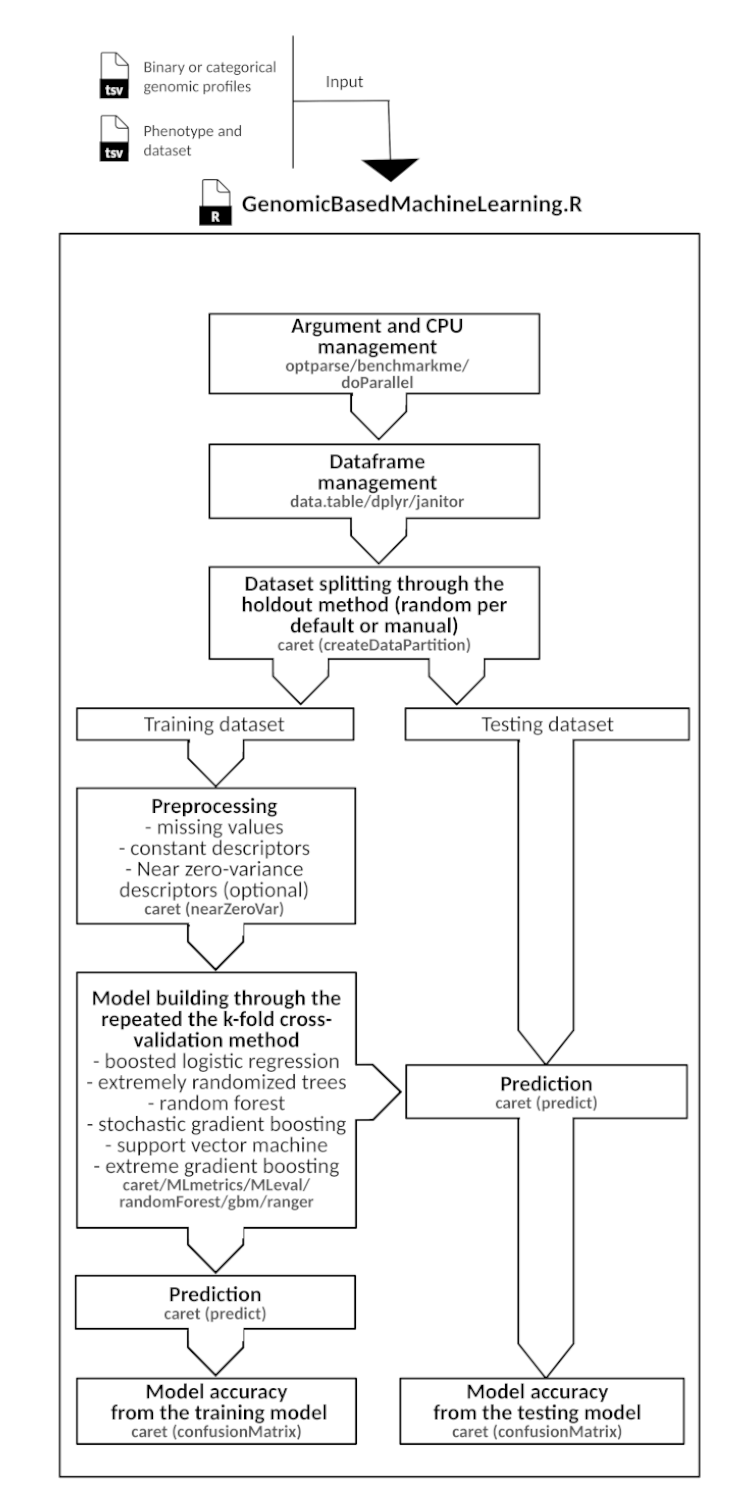 tsv
Binary or categorical
genomic profiles
Input
tsv
Phenotype and
dataset
R
GenomicBasedMachineLearning.R
Argument and CPU
management
optparse/benchmarkme/
doParallel
Dataframe
management
data.table/dplyr/janitor
Dataset splitting through the
holdout method (random per
default or manual)
caret (createDataPartition)
Training dataset
Testing dataset
Preprocessing
- missing values
- constant descriptors
- Near zero-variance
descriptors (optional)
caret (nearZeroVar)
Model building through the
repeated the k-fold cross-
validation method
- boosted logistic regression
- extremely randomized trees
- random forest
- stochastic gradient boosting
- support vector machine
- extreme gradient boosting
caret/MLmetrics/MLeval/
randomForest/gbm/ranger
Prediction
caret (predict)
Prediction
caret (predict)
Model accuracy
from the training model
caret (confusionMatrix)
Model accuracy
from the testing model
caret (confusionMatrix)